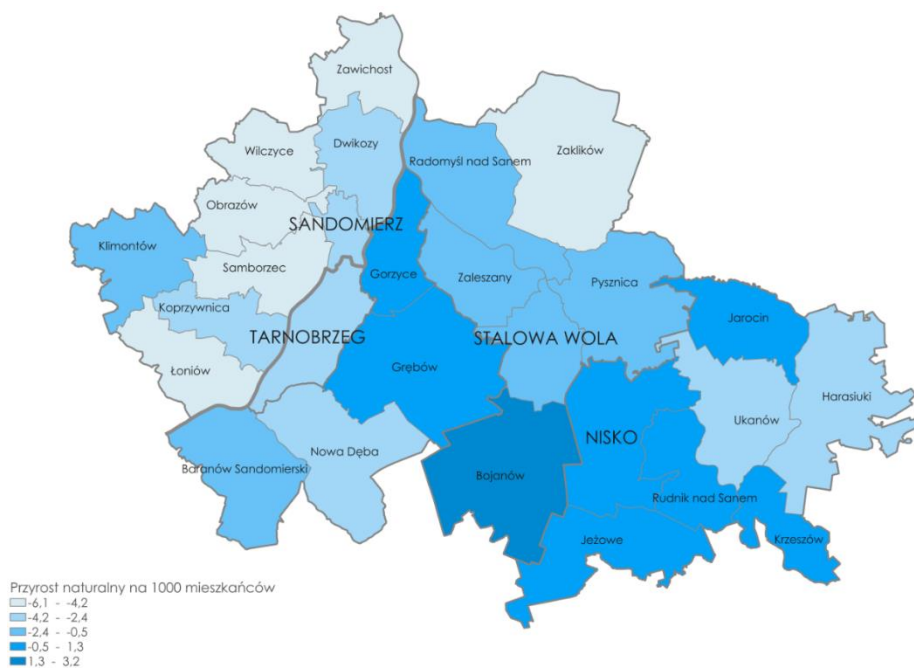 Zawichost
Wilczyce
Dwikozy
Radomyśl nad Sanem
Zaklików
Obrazów
SANDOMIERZ
Klimontów
Samborzec
Gorzyce
Zaleszany
Pysznica
Koprzywnica
Jarocin
TARNOBRZEG
STALOWA WOLA
Łoniów
Grębów
Harasiuki
Ukanów
NISKO
Nowa Dęba
Baranów Sandomierski
Bojanów
Rudnik nad Sanem
Jeżowe
Krzeszów
Przyrost naturalny na 1000 mieszkańców
-6,1 - -4,2
-4,2 - -2,4
-2,4 - -0,5
-0,5 - 1,3
1,3 - 3,2